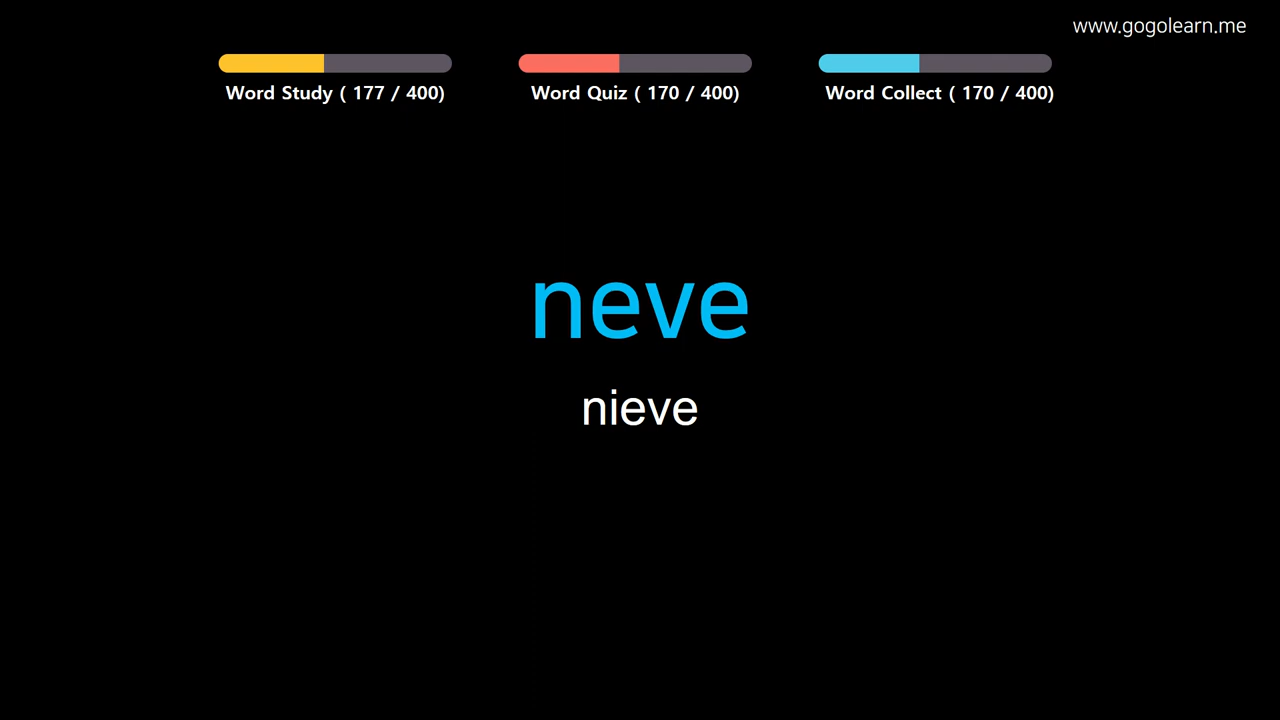 www.gogolearn.me
Word Study ( 177 / 400)
Word Quiz ( 170 / 400)
Word Collect ( 170 / 400)
neve
nieve